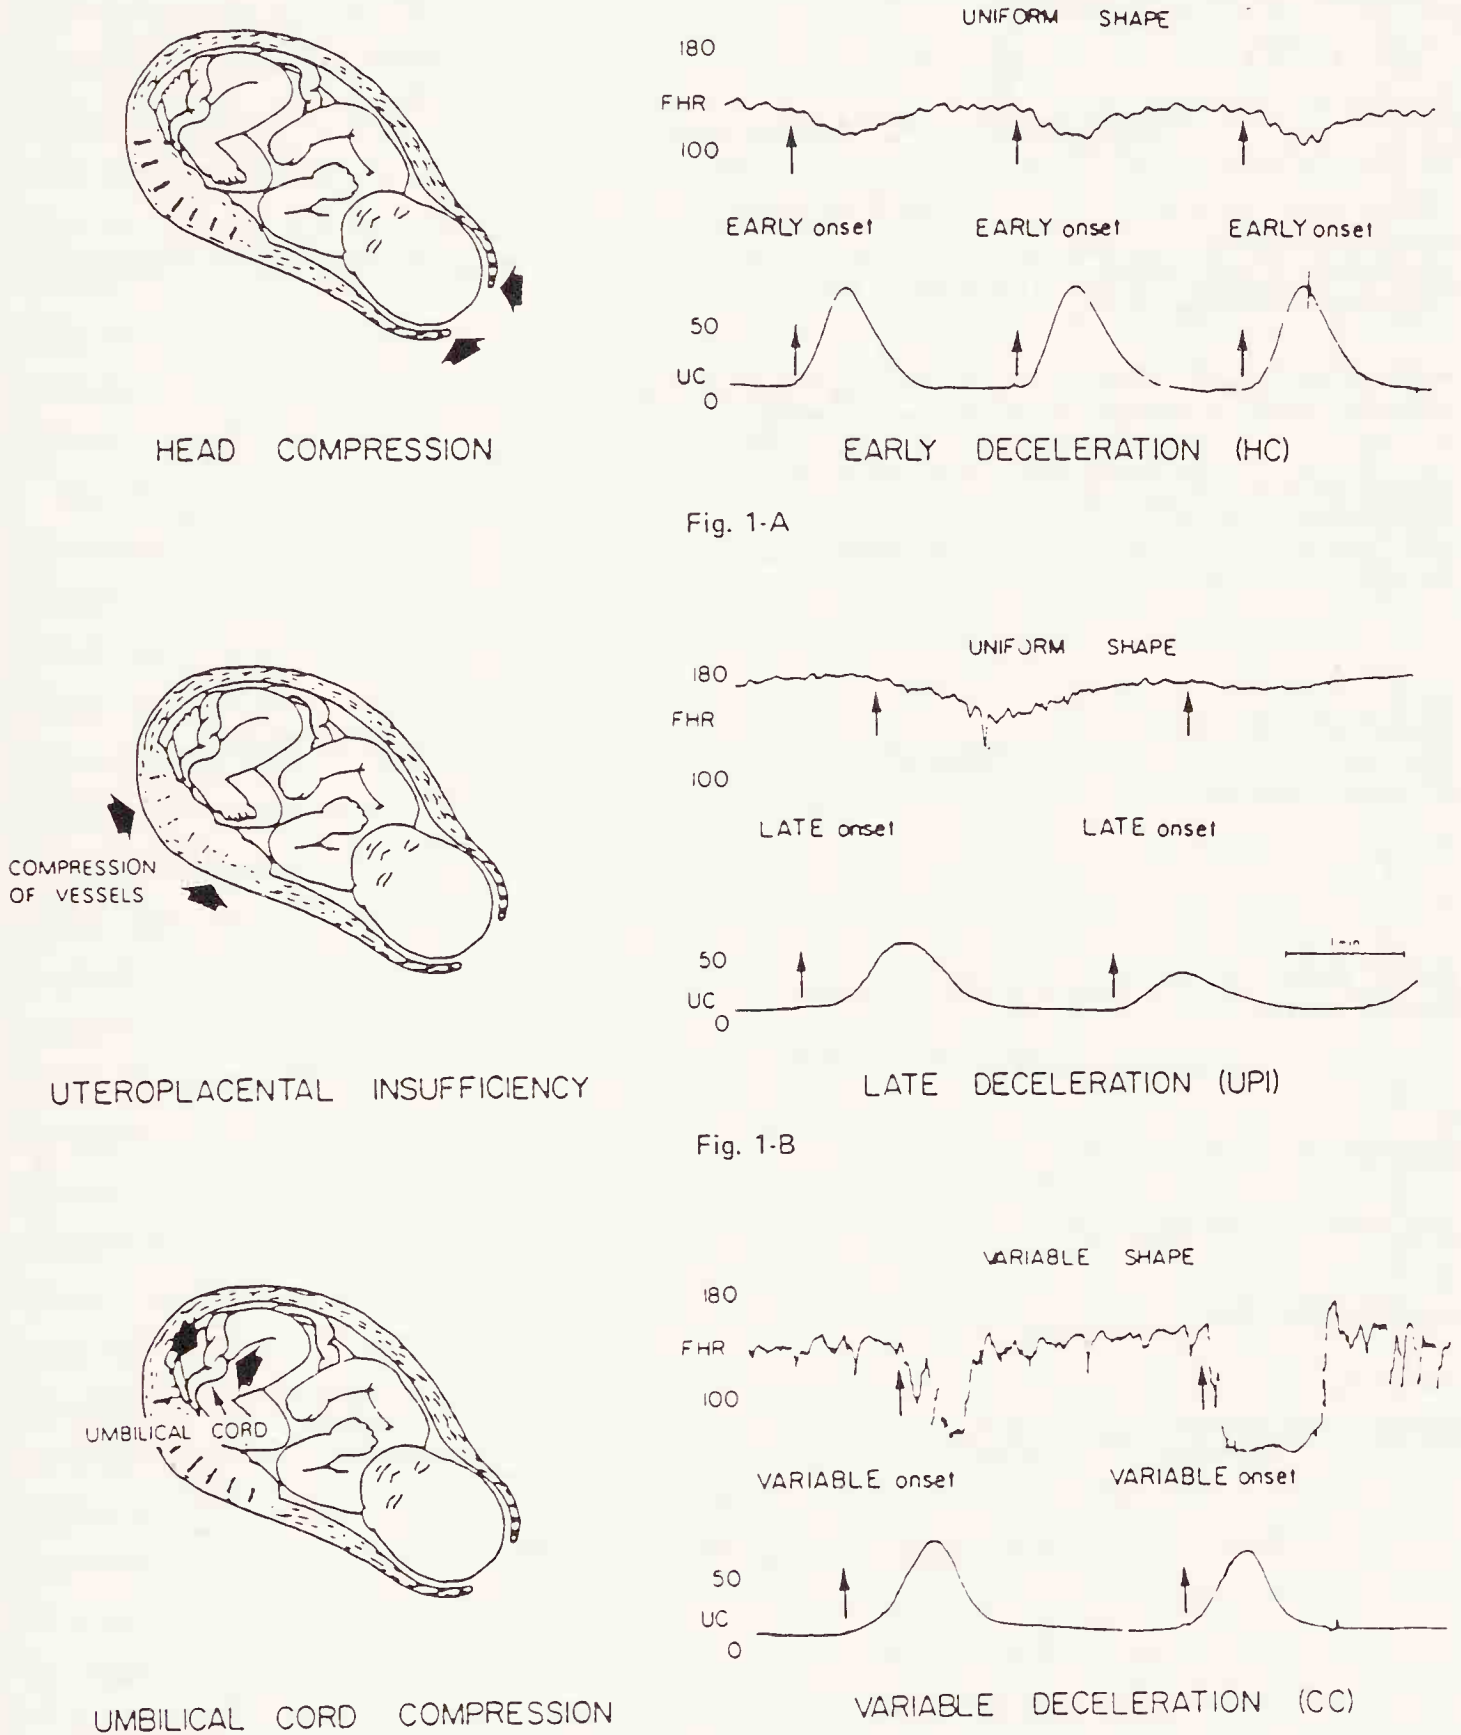 UNIFORM SHAPE
180
FHR
100
EARLY onset EARLY onset EARLY onset
50
UC
0
HEAD COMPRESSION
EARLY DECELERATION (HC)
Fig. 1-A
UNIFORM SHAPE
180
FHR
100
LATE onset LATE onset
COMPRESSION
OF VESSELS
50
1 min
UC
0
UTEROPLACENTAL INSUFFICIENCY
LATE DECELERATION (UPI)
Fig. 1-B
VARIABLE SHAPE
180
FHR
100
UMBILICAL CORD
VARIABLE onset VARIABLE onset
50
UC
0
UMBILICAL CORD COMPRESSION
VARIABLE DECELERATION (CC)